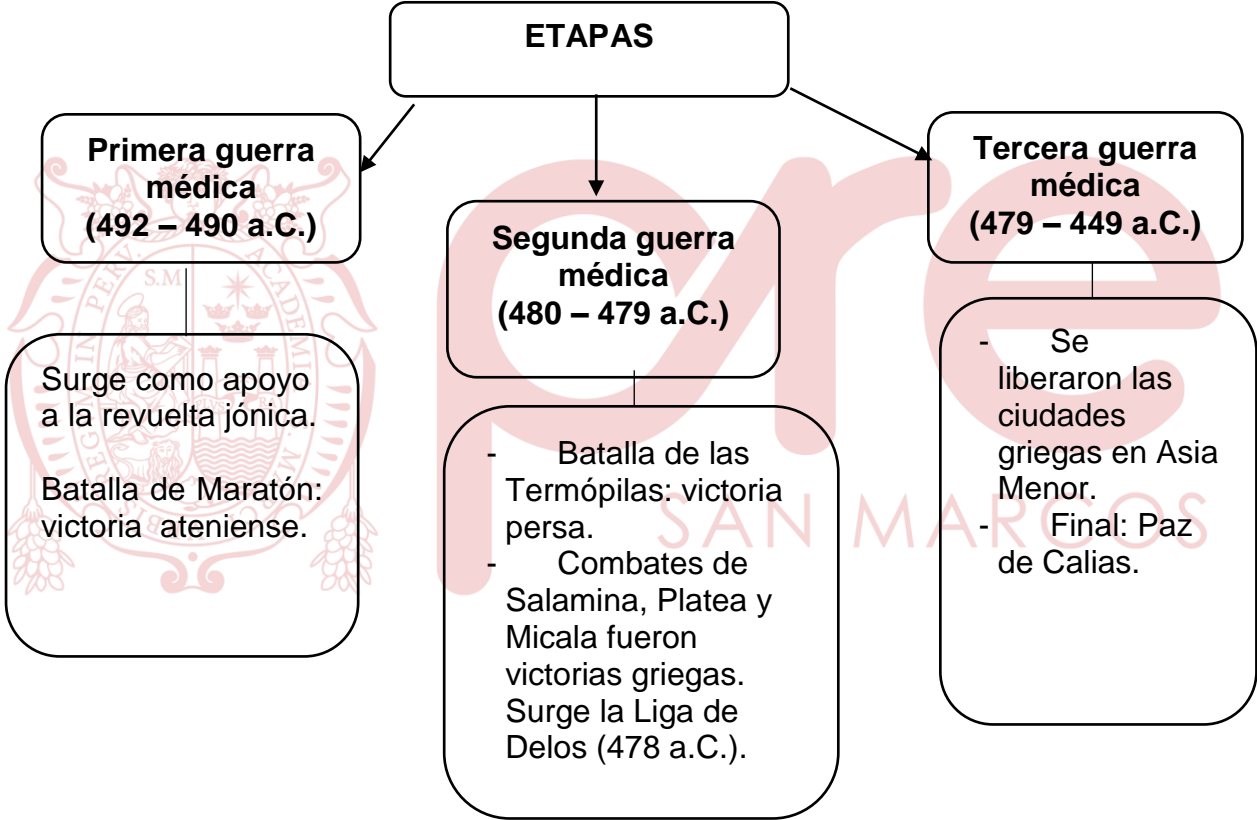 ETAPAS
Primera guerra
médica
(492 – 490 a.C.)
Surge como apoyo
a la revuelta jónica.
Batalla de Maratón:
victoria ateniense.
Segunda guerra
médica
(480 – 479 a.C.)
- Batalla de las
Termópilas: victoria
persa.
- Combates de
Salamina, Platea y
Micala fueron
victorias griegas.
Surge la Liga de
Delos (478 a.C.).
Tercera guerra
médica
(479 – 449 a.C.)
- Se
liberaron las
ciudades
griegas en Asia
Menor.
- Final: Paz
de Calias.
pre
SAN MARCOS
S.M